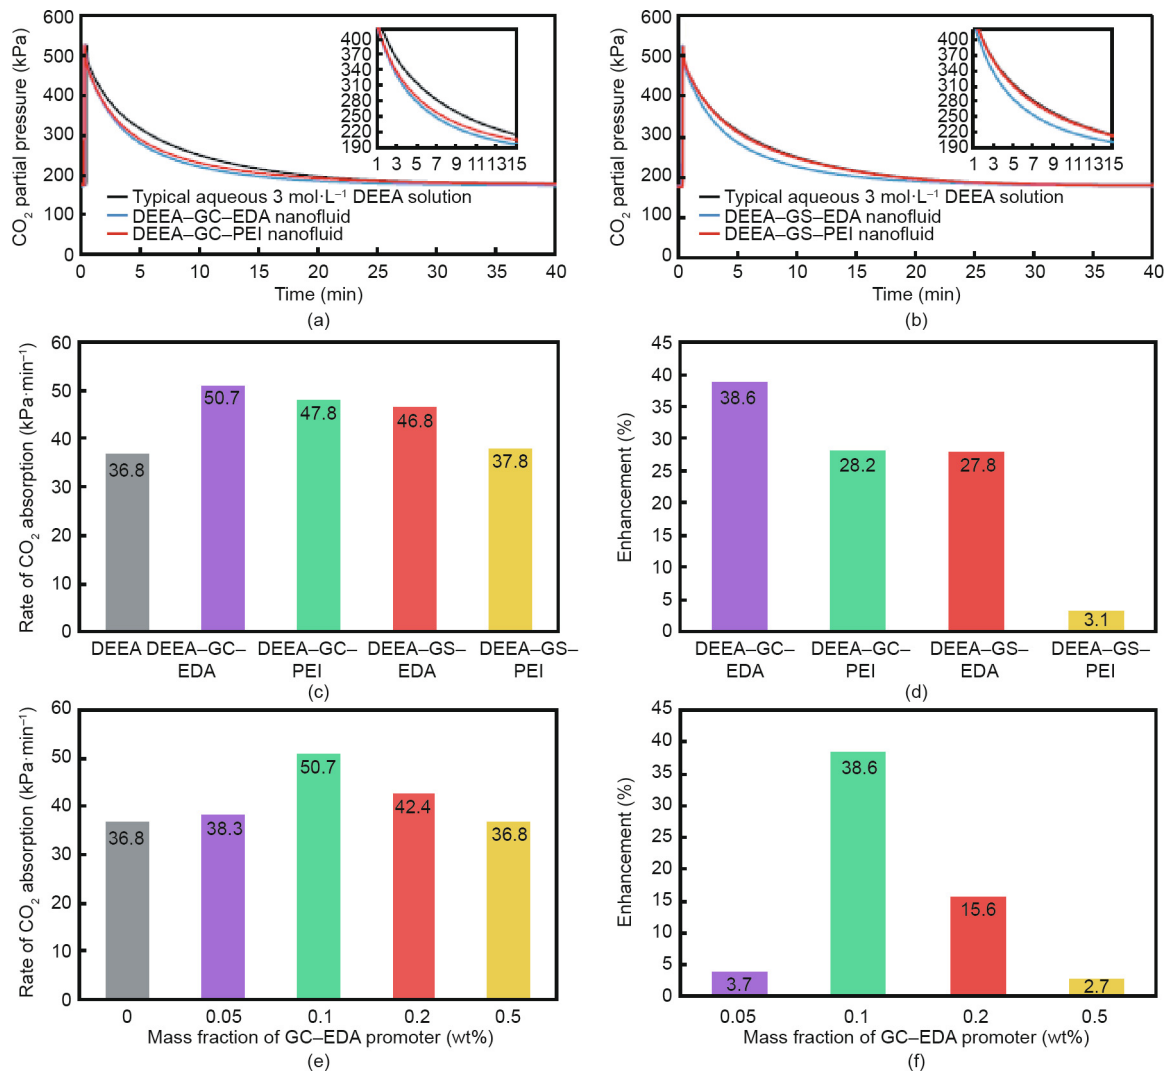 600
500
400
300
200
100
0
CO2 partial pressure (kPa)
400
370
340
310
280
250
220
190
1 3 5 7 9 11 13 15
Typical aqueous 3 mol·L⁻¹ DEEA solution
DEEA–GC–EDA nanofluid
DEEA–GC–PEI nanofluid
0 5 10 15 20 25 30 35 40
Time (min)
(a)
600
500
400
300
200
100
0
CO2 partial pressure (kPa)
400
370
340
310
280
250
220
190
1 3 5 7 9 11 13 15
Typical aqueous 3 mol·L⁻¹ DEEA solution
DEEA–GS–EDA nanofluid
DEEA–GS–PEI nanofluid
0 5 10 15 20 25 30 35 40
Time (min)
(b)
60
50
40
30
20
10
0
Rate of CO2 absorption (kPa·min⁻¹)
36.8
50.7
47.8
46.8
37.8
DEEA DEEA–GC– DEEA–GC– DEEA–GS– DEEA–GS–
EDA PEI EDA PEI
(c)
45
40
35
30
25
20
15
10
5
0
Enhancement (%)
38.6
28.2
27.8
3.1
DEEA–GC– DEEA–GC– DEEA–GS– DEEA–GS–
EDA PEI EDA PEI
(d)
60
50
40
30
20
10
0
Rate of CO2 absorption (kPa·min⁻¹)
36.8
38.3
50.7
42.4
36.8
0 0.05 0.1 0.2 0.5
Mass fraction of GC–EDA promoter (wt%)
(e)
45
40
35
30
25
20
15
10
5
0
Enhancement (%)
3.7
38.6
15.6
2.7
0.05 0.1 0.2 0.5
Mass fraction of GC–EDA promoter (wt%)
(f)